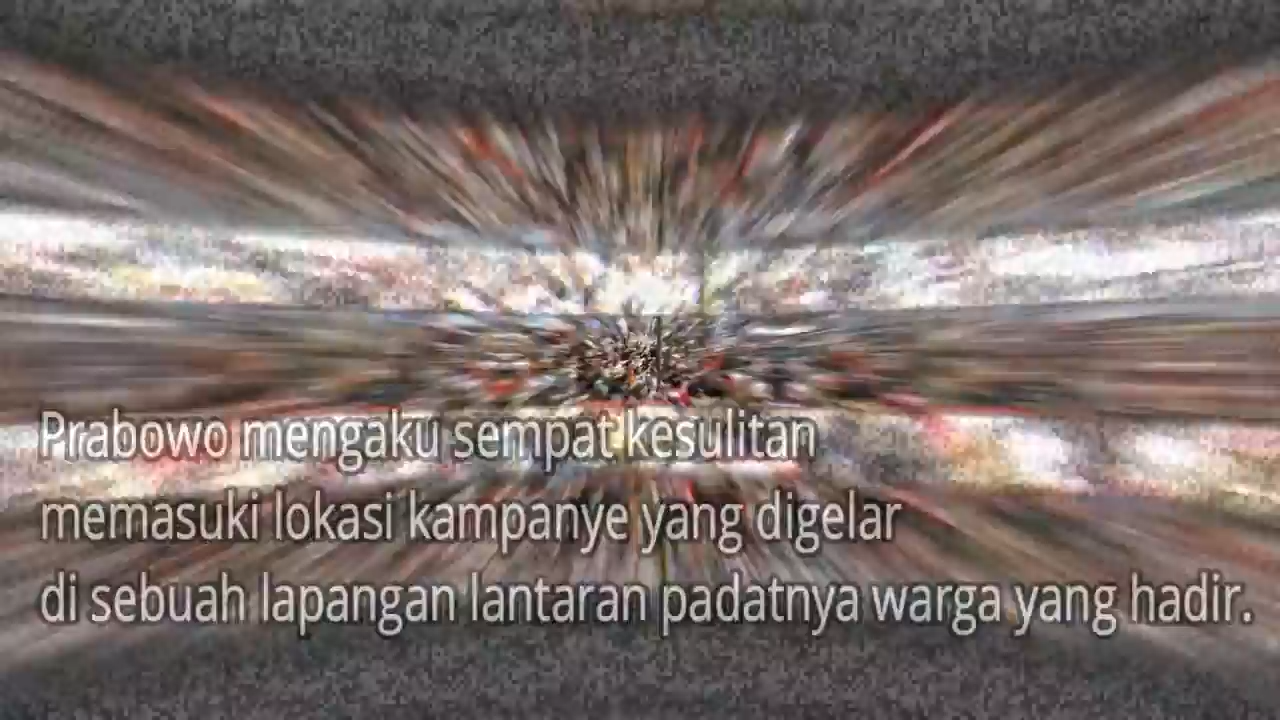 Prabowo mengaku sempat kesulitan
memasuki lokasi kampanye yang digelar
di sebuah lapangan lantaran padatnya warga yang hadir.